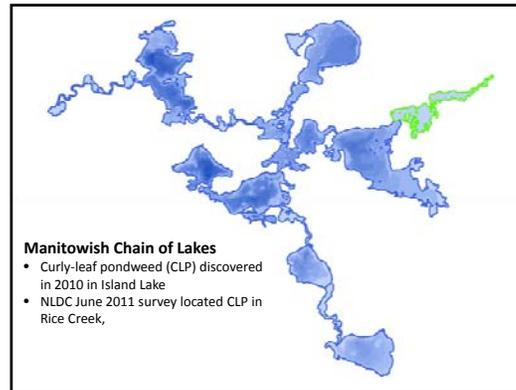 Manitowish Chain of Lakes
• Curly-leaf pondweed (CLP) discovered
in 2010 in Island Lake
• NLDC June 2011 survey located CLP in
Rice Creek,